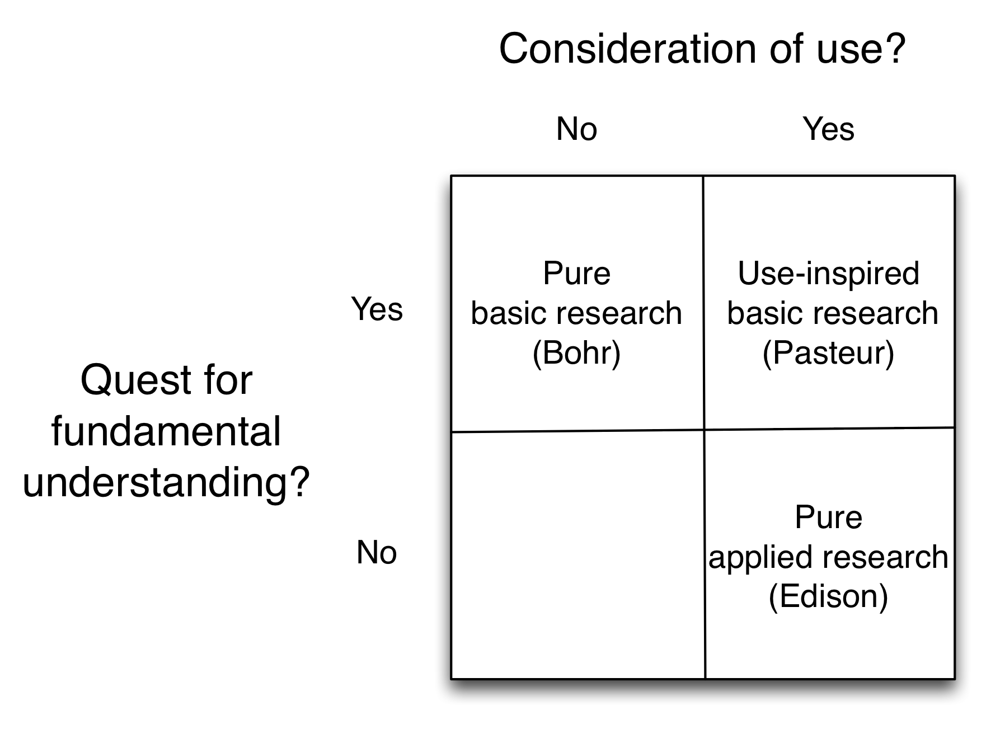 Consideration of use?
No
Yes
Pure
basic research
(Bohr)
Use-inspired
basic research
(Pasteur)
Yes
Quest for
fundamental
understanding?
No
Pure
applied research
(Edison)